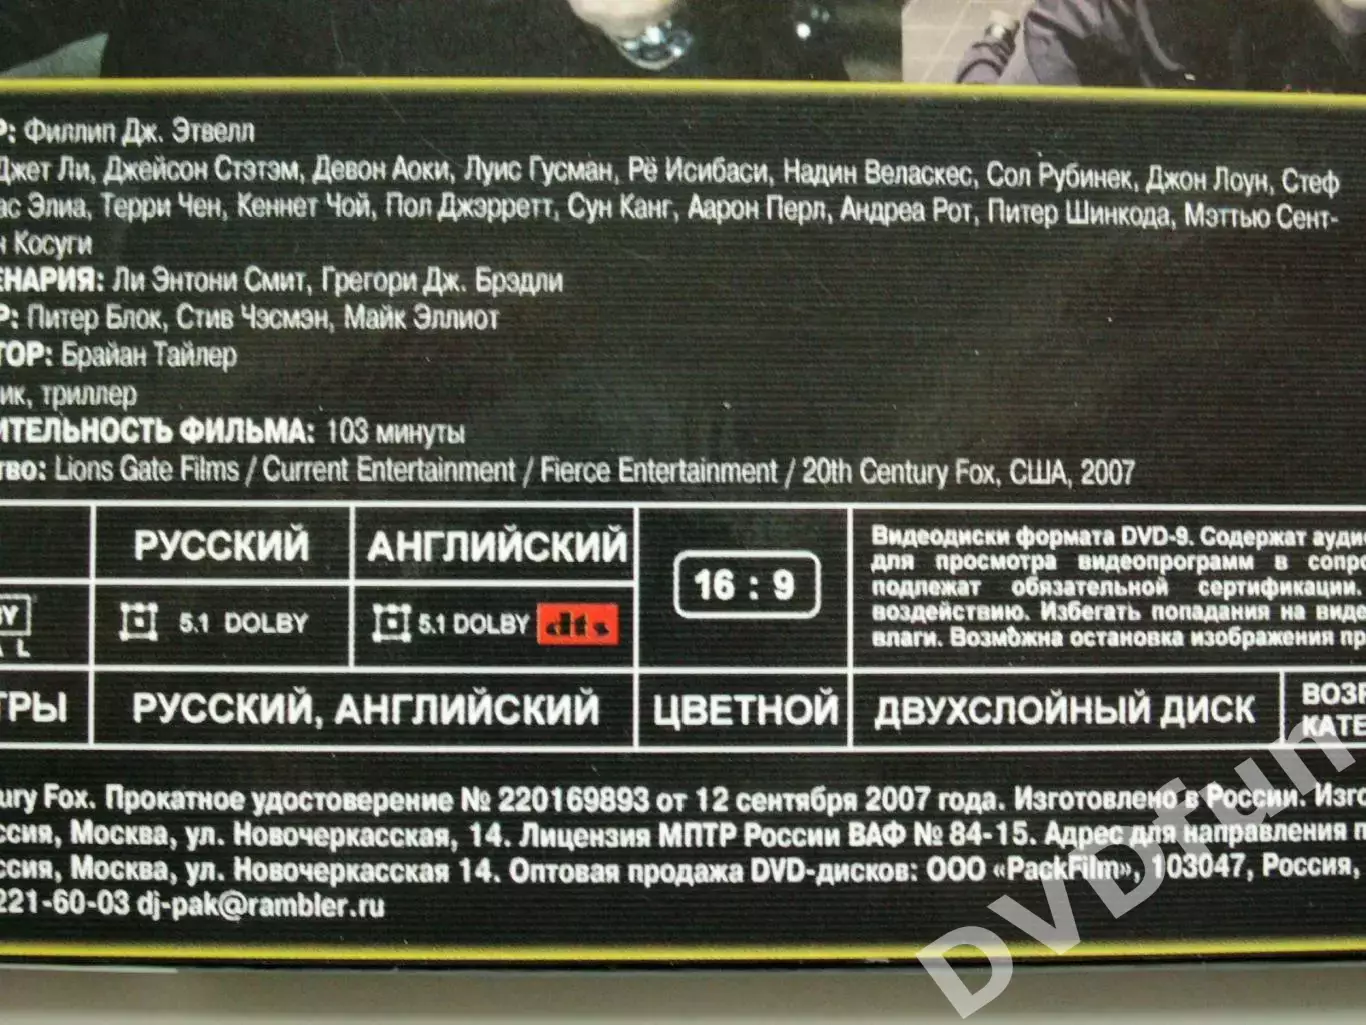 Р: Филлип Дж. Этвелл
Джет Ли, Джейсон Стэтэм, Девон Аоки, Луис Гусман, Рё Исибаси, Надин Веласкес, Сол Рубинек, Джон Лоун, Стеф
ас Элиа, Терри Чен, Кеннет Чой, Пол Джэрретт, Сун Канг, Аарон Перл, Андреа Рот, Питер Шинкода, Мэттью Сент-
н Косуги
ЕНАРИЯ: Ли Энтони Смит, Грегори Дж. Брэдли
Р: Питер Блок, Стив Чэсмэн, Майк Эллиот
ТОР: Брайан Тайлер
ик, триллер
ИТЕЛЬНОСТЬ ФИЛЬМА: 103 минуты
тво: Lions Gate Films / Current Entertainment / Fierce Entertainment / 20th Century Fox, США, 2007
РУССКИЙ
АНГЛИЙСКИЙ
16 : 9
Видеодиски формата DVD-9. Содержат аудио
для просмотра видеопрограмм в сопро
подлежат обязательной сертификации.
воздействию. Избегать попадания на виде
влаги. Возможна остановка изображения пр
BY
A L
5.1 DOLBY
5.1 DOLBY dts
ТРЫ
РУССКИЙ, АНГЛИЙСКИЙ
ЦВЕТНОЙ
ДВУХСЛОЙНЫЙ ДИСК
ВОЗР
КАТЕ
ury Fox. Прокатное удостоверение № 220169893 от 12 сентября 2007 года. Изготовлено в России. Изго
ссия, Москва, ул. Новочеркасская, 14. Лицензия МПТР России ВАФ № 84-15. Адрес для направления п
ссия, Москва, ул. Новочеркасская 14. Оптовая продажа DVD-дисков: ООО «PackFilm», 103047, Россия,
221-60-03 dj-pak@rambler.ru
DVDfun